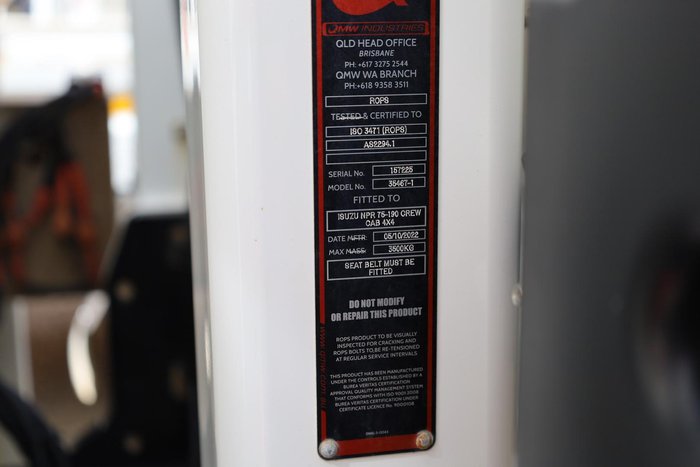 QMW INDUSTRIES
QLD HEAD OFFICE
BRISBANE
PH: +617 3275 2544
QMW WA BRANCH
PH:+618 9358 3511
ROPS
TESTED & CERTIFIED TO
ISO 3471 (ROPS)
AS2294.1
SERIAL No. 157225
MODEL No. 35467-1
FITTED TO
ISUZU NPR 75-190 CREW
CAB 4X4
DATE MFTR: 05/10/2022
MAX MASS: 3500KG
SEAT BELT MUST BE
FITTED
DO NOT MODIFY
OR REPAIR THIS PRODUCT
ROPS PRODUCT TO BE VISUALLY
INSPECTED FOR CRACKING AND
ROPS BOLTS TO BE RE-TENSIONED
AT REGULAR SERVICE INTERVALS
THIS PRODUCT HAS BEEN MANUFACTURED
UNDER THE CONTROLS ESTABLISHED BY A
BUREA VERITAS CERTIFICATION
APPROVAL QUALITY MANAGEMENT SYSTEM
THAT CONFORMS WITH ISO 9001:2008
BUREA VERITAS CERTIFICATION UNDER
CERTIFICATE LICENCE No. 9000108